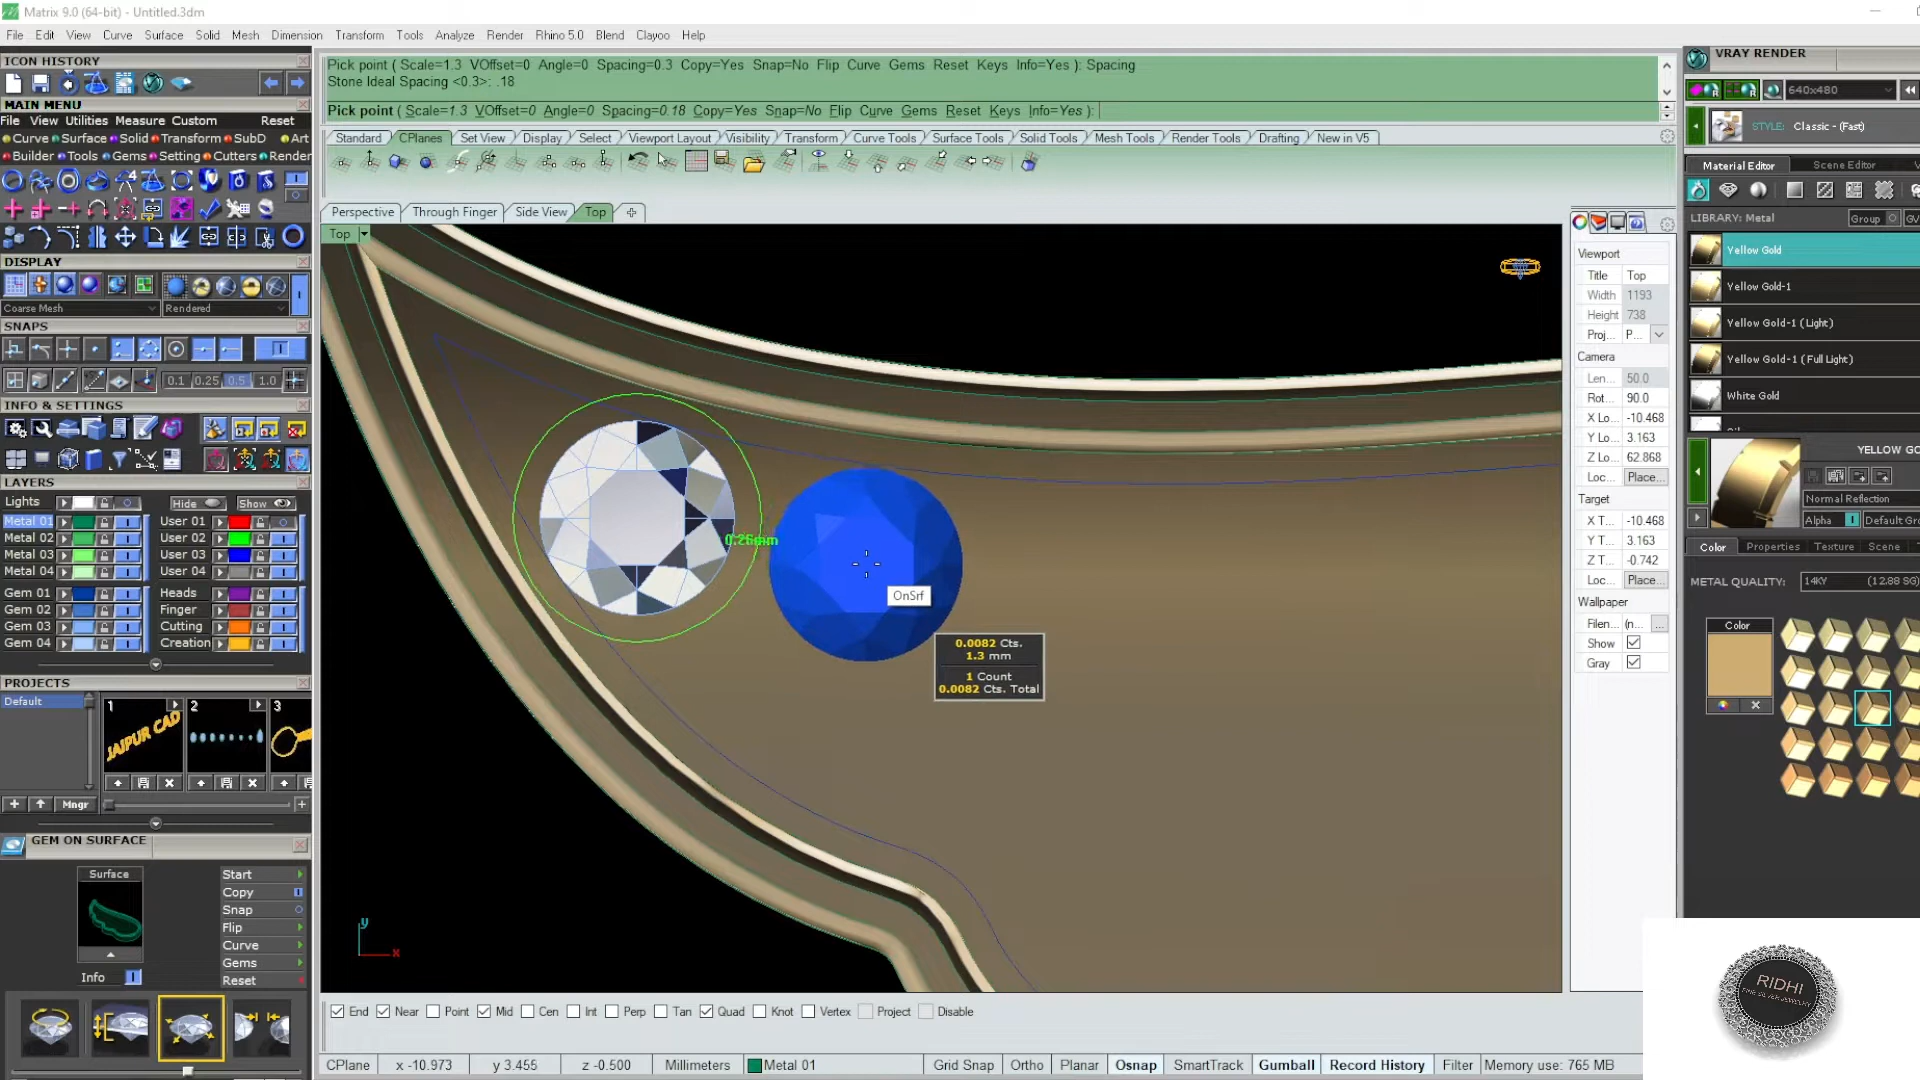 Matrix 9.0 (64-bit) - Untitled.3dm
File Edit View Curve Surface Solid Mesh Dimension Transform Tools Analyze Render Rhino 5.0 Blend Clayoo Help
ICON HISTORY
MAIN MENU
File View Utilities Measure Custom Reset
Curve Surface Solid Transform SubD Art
Builder Tools Gems Setting Cutters Render
DISPLAY
Coarse Mesh Rendered
SNAPS
0.1 0.25 0.5 1.0
INFO & SETTINGS
LAYERS
Lights Hide Show
Metal 01 User 01
Metal 02 User 02
Metal 03 User 03
Metal 04 User 04
Gem 01 Heads
Gem 02 Finger
Gem 03 Cutting
Gem 04 Creation
PROJECTS
Default 1 2 3
JAIPUR CAD
Mngr
GEM ON SURFACE
Surface
Start
Copy
Snap
Flip
Curve
Gems
Reset
Info
Pick point ( Scale=1.3 VOffset=0 Angle=0 Spacing=0.3 Copy=Yes Snap=No Flip Curve Gems Reset Keys Info=Yes ): Spacing
Stone Ideal Spacing <0.3>: .18
Pick point ( Scale=1.3 VOffset=0 Angle=0 Spacing=0.18 Copy=Yes Snap=No Flip Curve Gems Reset Keys Info=Yes ):
Standard CPlanes Set View Display Select Viewport Layout Visibility Transform Curve Tools Surface Tools Solid Tools Mesh Tools Render Tools Drafting New in V5
Perspective Through Finger Side View Top
Top
OnSrf
0.0082 Cts.
1.3 mm
1 Count
0.0082 Cts. Total
y
x
End Near Point Mid Cen Int Perp Tan Quad Knot Vertex Project Disable
CPlane x -10.973 y 3.455 z -0.500 Millimeters Metal 01 Grid Snap Ortho Planar Osnap SmartTrack Gumball Record History Filter Memory use: 765 MB
Viewport
Title Top
Width 1193
Height 738
Proj... P...
Camera
Len... 50.0
Rot... 90.0
X Lo... -10.468
Y Lo... 3.163
Z Lo... 62.868
Loc... Place...
Target
X T... -10.468
Y T... 3.163
Z T... -0.742
Loc... Place...
Wallpaper
Filen... (n... ...
Show
Gray
VRAY RENDER
640x480
STYLE: Classic - (Fast)
Material Editor Scene Editor
LIBRARY: Metal Group
Yellow Gold
Yellow Gold-1
Yellow Gold-1 (Light)
Yellow Gold-1 (Full Light)
White Gold
YELLOW GO
Normal Reflection
Alpha Default Gro
Color Properties Texture Scene
METAL QUALITY: 14KY (12.88 SG)
Color
RIDHI
FINE SILVER JEWELRY